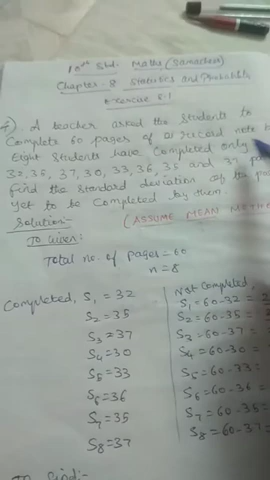 10th Std. Maths (Samacheer
Chapter-8 Statistics and Probability
Exercise 8.1
A teacher asked the students to
Complete 60 pages of a record note
Eight Students have Completed only
32, 35, 37, 30, 33, 36, 35 and 37
find the Standard deviation of the
yet to be Completed by them.
Solution:- (ASSUME MEAN
To Given:
Total no. of pages = 60
n = 8
Completed, S1 = 32
S2 = 35
S3 = 37
S4 = 30
S5 = 33
S6 = 36
S7 = 35
S8 = 37
Not Completed,
S1 = 60-32 =
S2 = 60-35 =
S3 = 60-37 =
S4 = 60-30 =
S5 = 60-33 =
S6 = 60-36 =
S7 = 60-35 =
S8 = 60-37 =
To find:-